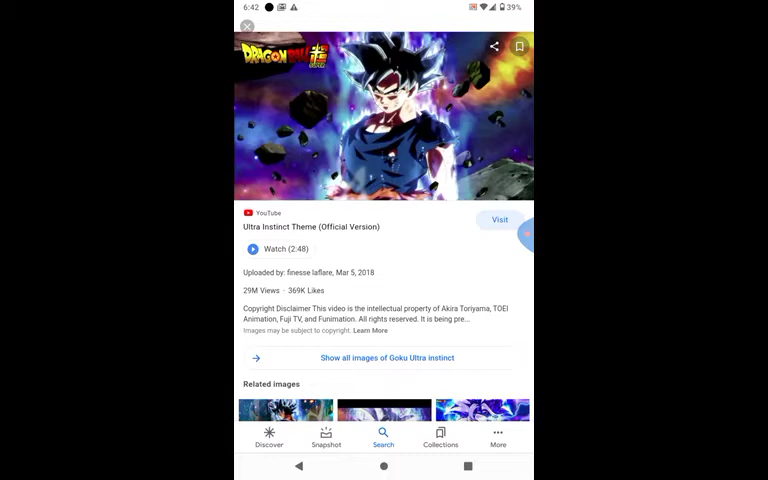 6:42
39%
DRAGON BALL
超
SUPER
YouTube
Ultra Instinct Theme (Official Version)
Visit
Watch (2:48)
Uploaded by: finesse laflare, Mar 5, 2018
29M Views · 369K Likes
Copyright Disclaimer This video is the intellectual property of Akira Toriyama, TOEI
Animation, Fuji TV, and Funimation. All rights reserved. It is being pre...
Images may be subject to copyright. Learn More
Show all images of Goku Ultra instinct
Related images
Discover Snapshot Search Collections More